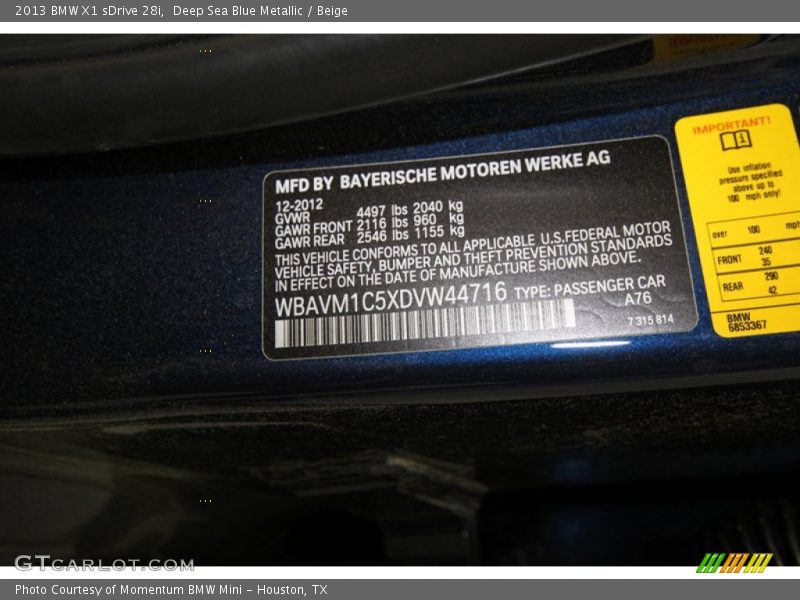 2013 BMW X1 sDrive 28i,  Deep Sea Blue Metallic / Beige
MFD BY BAYERISCHE MOTOREN WERKE AG
12-2012
GVWR 4497 lbs 2040 kg
GAWR FRONT 2116 lbs 960 kg
GAWR REAR 2546 lbs 1155 kg
THIS VEHICLE CONFORMS TO ALL APPLICABLE U.S.FEDERAL MOTOR
VEHICLE SAFETY, BUMPER AND THEFT PREVENTION STANDARDS
IN EFFECT ON THE DATE OF MANUFACTURE SHOWN ABOVE.
WBAVM1C5XDVW44716 TYPE: PASSENGER CAR
A76
7 315 814
IMPORTANT!
Use inflation
pressure specified
above up to
100 mph only!
over 100 mph
FRONT 240
35
REAR 290
42
BMW
6853367
GTCARLOT.COM
Photo Courtesy of Momentum BMW Mini - Houston, TX